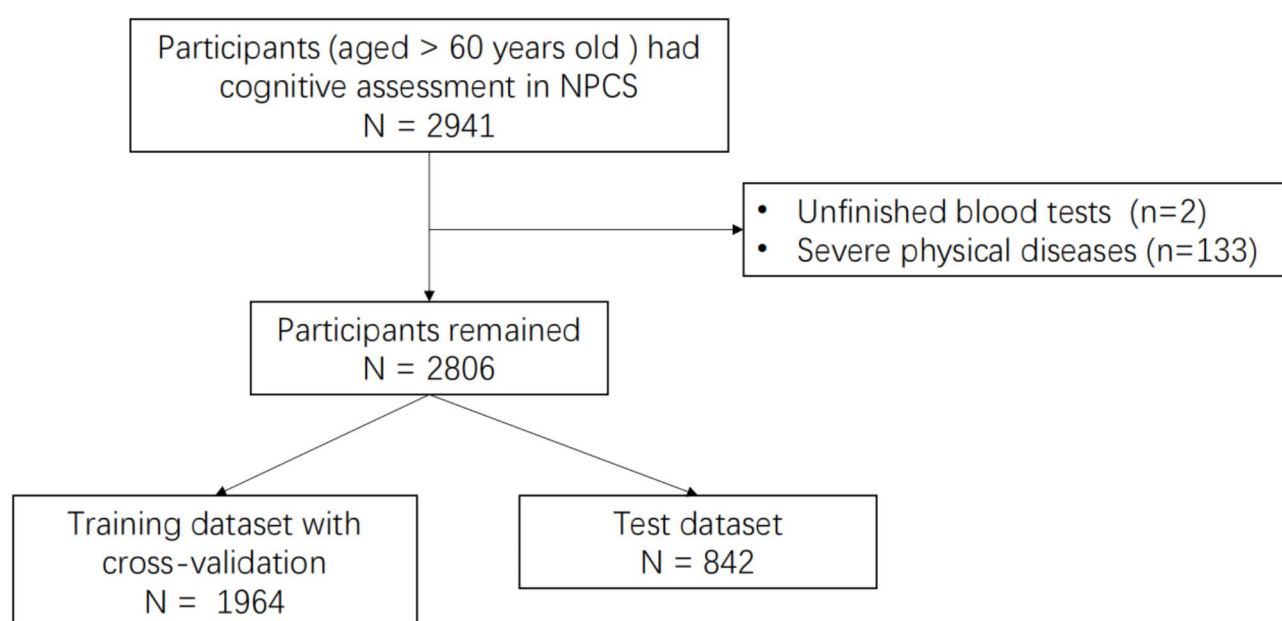 Participants (aged > 60 years old ) had
cognitive assessment in NPCS
N = 2941
• Unfinished blood tests (n=2)
• Severe physical diseases (n=133)
Participants remained
N = 2806
Training dataset with
cross-validation
N = 1964
Test dataset
N = 842